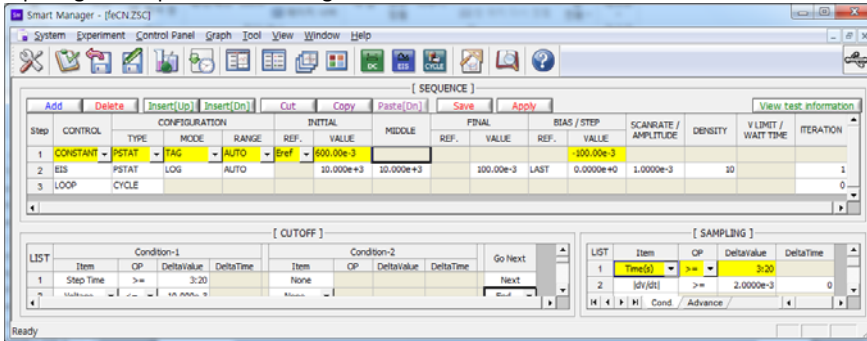 Smart Manager - [feCN.ZSC]
System Experiment Control Panel Graph Tool View Window Help
DC EIS CYCLE
[ SEQUENCE ]
Add Delete Insert[Up] Insert[Dn] Cut Copy Paste[Dn] Save Apply View test information
Step CONTROL CONFIGURATION INITIAL MIDDLE FINAL BIAS / STEP SCANRATE / AMPLITUDE DENSITY V LIMIT / WAIT TIME ITERATION
TYPE MODE RANGE REF. VALUE REF. VALUE REF. VALUE
1 CONSTANT PSTAT TAG AUTO Eref 600.00e-3 -100.00e-3
2 EIS PSTAT LOG AUTO 10.000e+3 10.000e+3 100.00e-3 LAST 0.0000e+0 1.0000e-3 10 1
3 LOOP CYCLE 0
[ CUTOFF ]
LIST Condition-1 Condition-2 Go Next
Item OP DeltaValue DeltaTime Item OP DeltaValue DeltaTime
1 Step Time >= 3:20 None Next
[ SAMPLING ]
LIST Item OP DeltaValue DeltaTime
1 Time(s) >= 3:20
2 |dV/dt| >= 2.0000e-3 0
Cond. Advance
Ready